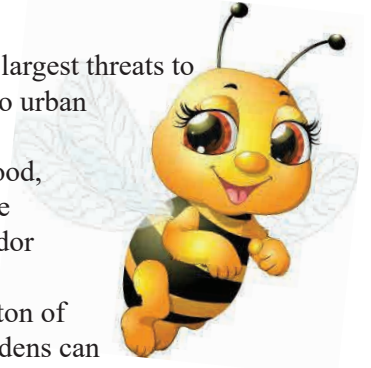 largest threats to
o urban
ood,
e
dor
ton of
dens can